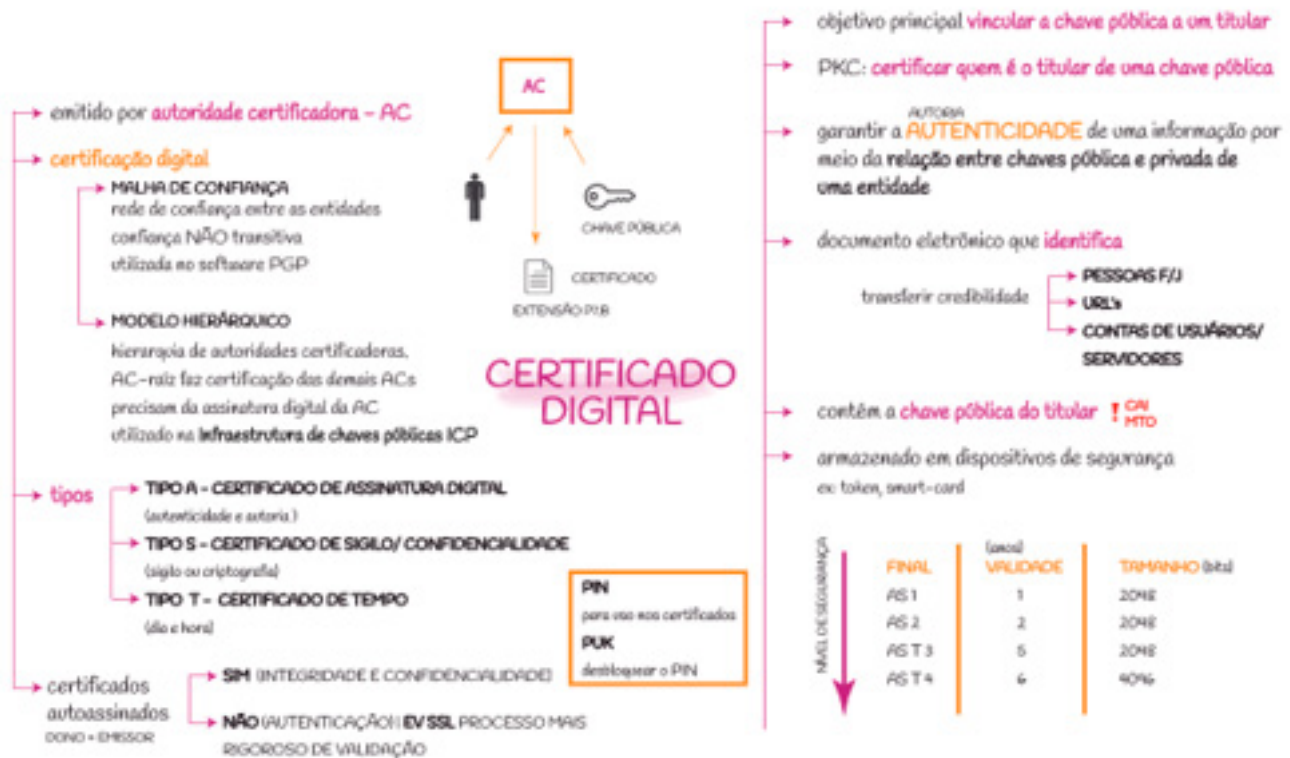 emitido por autoridade certificadora - AC
certificação digital
MALHA DE CONFIANÇA
rede de confiança entre as entidades
confiança NÃO transitiva
utilizada no software PGP
MODELO HIERÁRQUICO
hierarquia de autoridades certificadoras,
AC-raíz faz certificação das demais ACs
precisam da assinatura digital da AC
utilizado na Infraestrutura de chaves públicas ICP
tipos
TIPO A - CERTIFICADO DE ASSINATURA DIGITAL
(autenticidade e autoria)
TIPO S - CERTIFICADO DE SIGILO/ CONFIDENCIALIDADE
(sigilo ou criptografia)
TIPO T - CERTIFICADO DE TEMPO
(dia e hora)
certificados
autoassinados
DONO = EMISSOR
SIM (INTEGRIDADE E CONFIDENCIALIDADE)
NÃO (AUTENTICAÇÃO) | EV SSL PROCESSO MAIS
RIGOROSO DE VALIDAÇÃO
AC
CHAVE PÚBLICA
CERTIFICADO
EXTENSÃO P7B
CERTIFICADO
DIGITAL
PIN
para uso nos certificados
PUK
desbloquear o PIN
objetivo principal vincular a chave pública a um titular
PKC: certificar quem é o titular de uma chave pública
AUTORIA
garantir a AUTENTICIDADE de uma informação por
meio da relação entre chaves pública e privada de
uma entidade
documento eletrônico que identifica
transferir credibilidade
PESSOAS F/J
URL's
CONTAS DE USUÁRIOS/
SERVIDORES
contém a chave pública do titular ! CAI
MTO
armazenado em dispositivos de segurança
ex: token, smart-card
NÍVEL DE SEGURANÇA
(anos)
FINAL VALIDADE TAMANHO (bits)
A S 1 1 2048
A S 2 2 2048
A S T 3 5 2048
A S T 4 6 4096